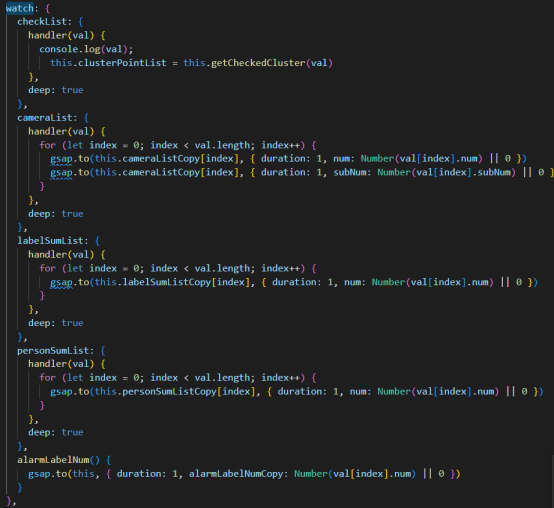 watch: {
  checkList: {
    handler(val) {
      console.log(val);
        this.clusterPointList = this.getCheckedCluster(val)
    },
    deep: true
  },
  cameraList: {
    handler(val) {
      for (let index = 0; index < val.length; index++) {
        gsap.to(this.cameraListCopy[index], { duration: 1, num: Number(val[index].num) || 0 })
        gsap.to(this.cameraListCopy[index], { duration: 1, subNum: Number(val[index].subNum) || 0 }
      }
    },
    deep: true
  },
  labelSumList: {
    handler(val) {
      for (let index = 0; index < val.length; index++) {
        gsap.to(this.labelSumListCopy[index], { duration: 1, num: Number(val[index].num) || 0 })
      }
    },
    deep: true
  },
  personSumList: {
    handler(val) {
      for (let index = 0; index < val.length; index++) {
        gsap.to(this.personSumListCopy[index], { duration: 1, num: Number(val[index].num) || 0 })
      }
    },
    deep: true
  },
  alarmLabelNum() {
    gsap.to(this, { duration: 1, alarmLabelNumCopy: Number(val[index].num) || 0 })
  }
},